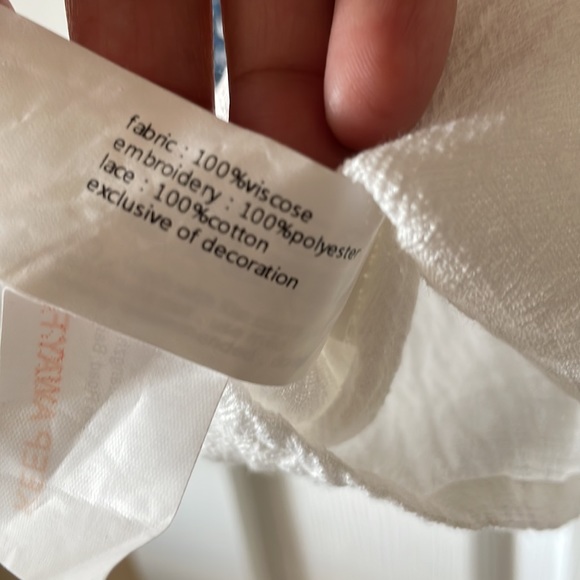 fabric : 100%viscose
embroidery : 100%polyester
lace : 100%cotton
exclusive of decoration